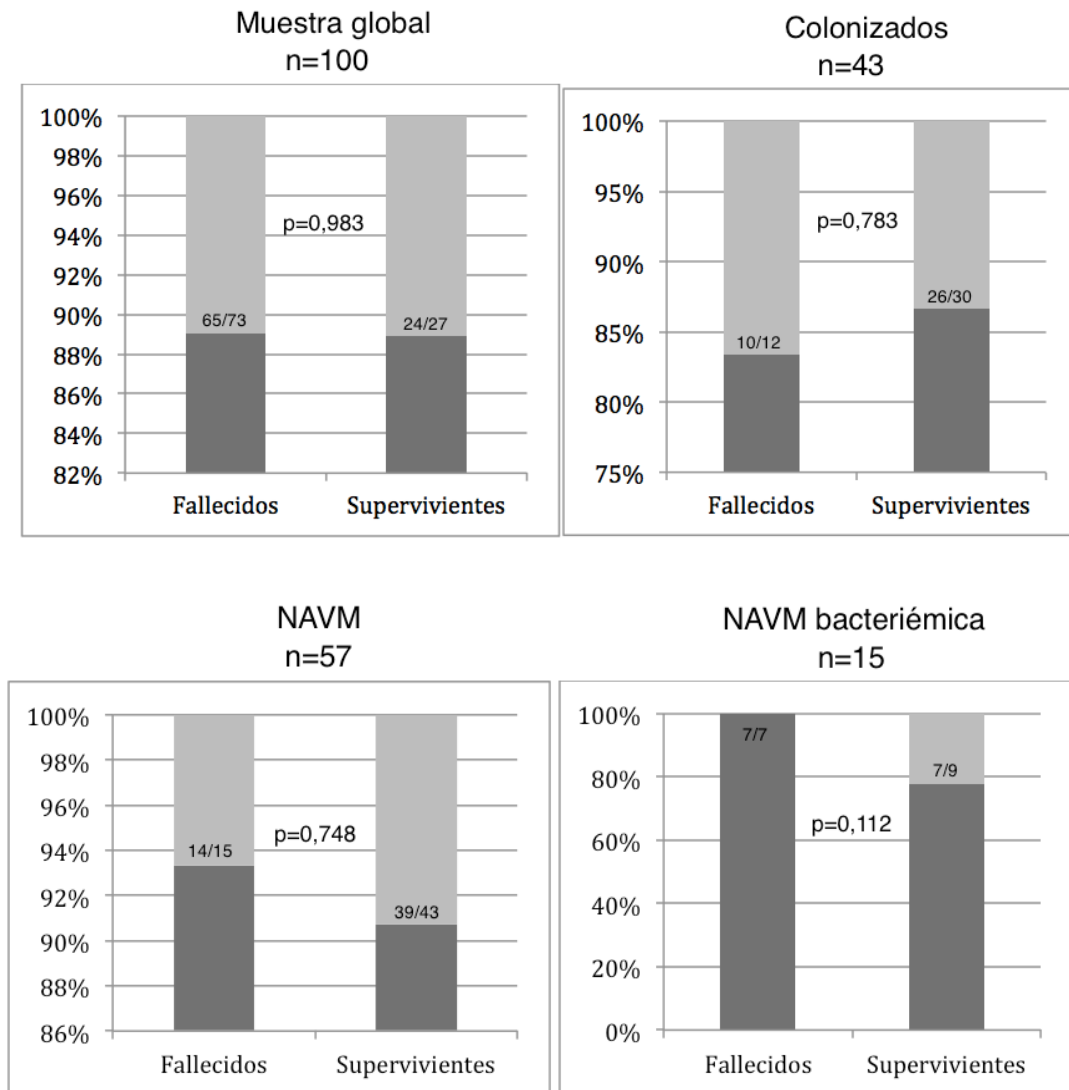 Muestra global
n=100
100%
98%
96%
94%
92%
90%
88%
86%
84%
82%
p=0,983
65/73
24/27
Fallecidos
Supervivientes
Colonizados
n=43
100%
95%
90%
85%
80%
75%
p=0,783
10/12
26/30
Fallecidos
Supervivientes
NAVM
n=57
100%
98%
96%
94%
92%
90%
88%
86%
p=0,748
14/15
39/43
Fallecidos
Supervivientes
NAVM bacteriémica
n=15
100%
80%
60%
40%
20%
0%
7/7
7/9
p=0,112
Fallecidos
Supervivientes